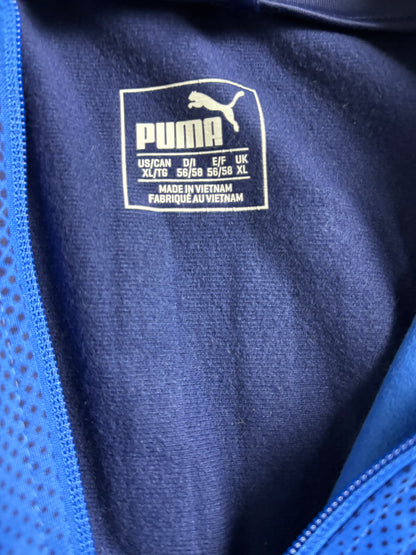 PUMA
US/CAN D/I E/F UK
XL/TG 56/58 56/58 XL
MADE IN VIETNAM
FABRIQUÉ AU VIETNAM